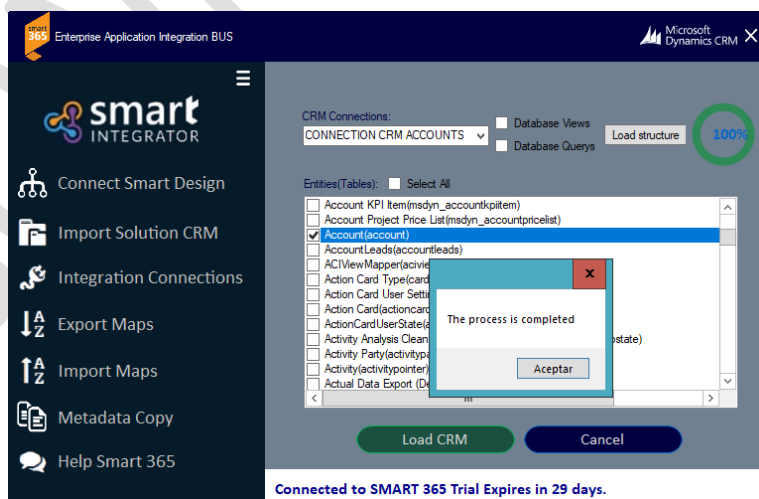 smart
365
Enterprise Application Integration BUS
Microsoft
Dynamics CRM
smart
INTEGRATOR
Connect Smart Design
Import Solution CRM
Integration Connections
Export Maps
Import Maps
Metadata Copy
Help Smart 365
CRM Connections:
CONNECTION CRM ACCOUNTS
Database Views
Database Querys
Load structure
100%
Entities(Tables):
Select All
Account KPI Item(msdyn_accountkpiitem)
Account Project Price List(msdyn_accountpricelist)
Account(account)
AccountLeads(accountleads)
ACIViewMapper(acivie
Action Card Type(card
Action Card User Setti
Action Card(actioncard
ActionCardUserState(a
Activity Analysis Clean
ostate)
Activity Party(activitypa
Activity(activitypointer)
Actual Data Export (De
The process is completed
Aceptar
Load CRM
Cancel
Connected to SMART 365 Trial Expires in 29 days.